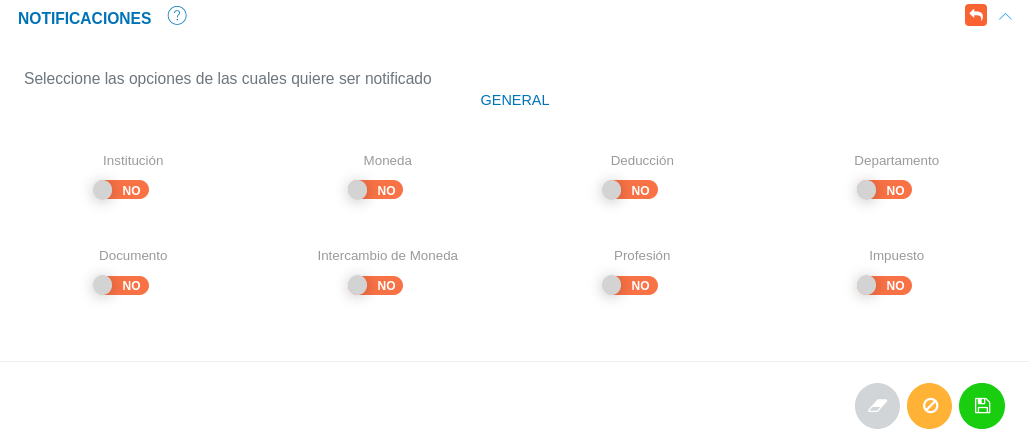 NOTIFICACIONES ?
Seleccione las opciones de las cuales quiere ser notificado
GENERAL
Institución Moneda Deducción Departamento
NO NO NO NO
Documento Intercambio de Moneda Profesión Impuesto
NO NO NO NO